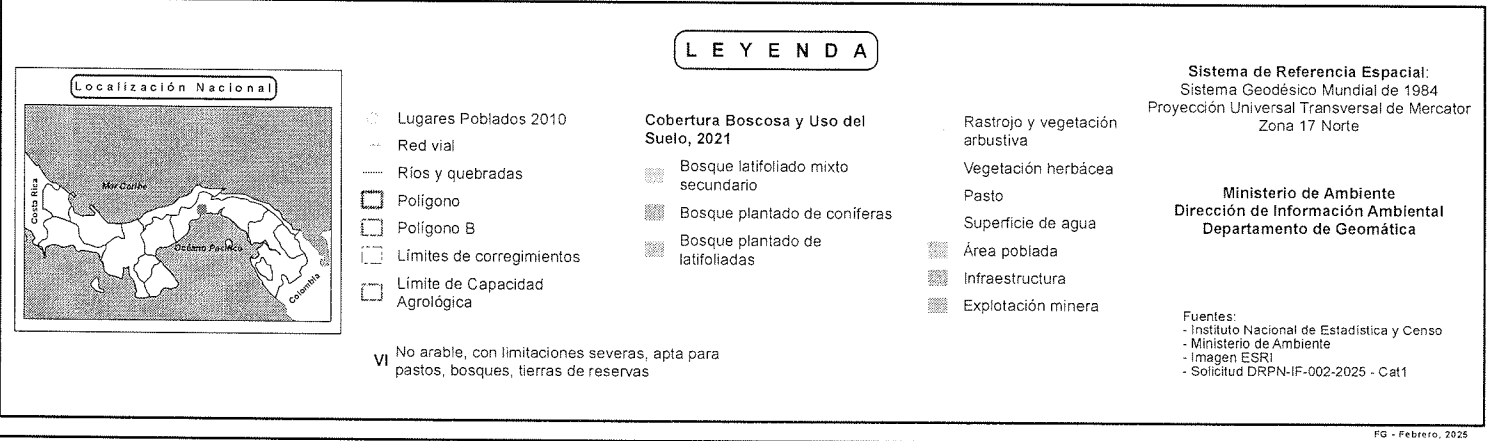 L E Y E N D A
Localización Nacional
Mar Caribe
Costa Rica
Océano Pacífico
Colombia
Lugares Poblados 2010
Red vial
Ríos y quebradas
Polígono
Polígono B
Límites de corregimientos
Límite de Capacidad
Agrológica
VI No arable, con limitaciones severas, apta para
pastos, bosques, tierras de reservas
Cobertura Boscosa y Uso del
Suelo, 2021
Bosque latifoliado mixto
secundario
Bosque plantado de coníferas
Bosque plantado de
latifoliadas
Rastrojo y vegetación
arbustiva
Vegetación herbácea
Pasto
Superficie de agua
Área poblada
Infraestructura
Explotación minera
Sistema de Referencia Espacial:
Sistema Geodésico Mundial de 1984
Proyección Universal Transversal de Mercator
Zona 17 Norte
Ministerio de Ambiente
Dirección de Información Ambiental
Departamento de Geomática
Fuentes:
- Instituto Nacional de Estadística y Censo
- Ministerio de Ambiente
- Imagen ESRI
- Solicitud DRPN-IF-002-2025 - Cat1
FG - Febrero, 2025